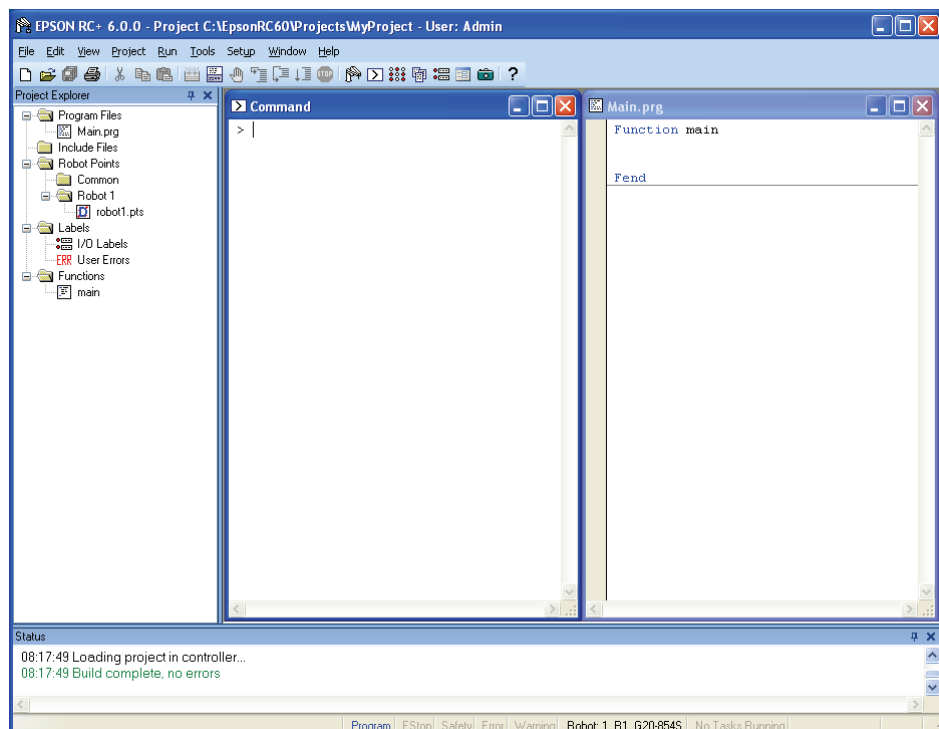 EPSON RC+ 6.0.0 - Project C:\EpsonRC60\Projects\MyProject - User: Admin
File Edit View Project Run Tools Setup Window Help
Project Explorer
Program Files
Main.prg
Include Files
Robot Points
Common
Robot 1
robot1.pts
Labels
I/O Labels
ERR User Errors
Functions
main
Command
> |
Main.prg
Function main
Fend
Status
08:17:49 Loading project in controller...
08:17:49 Build complete, no errors
Program EStop Safety Error Warning Robot: 1, B1, G20-854S No Tasks Running